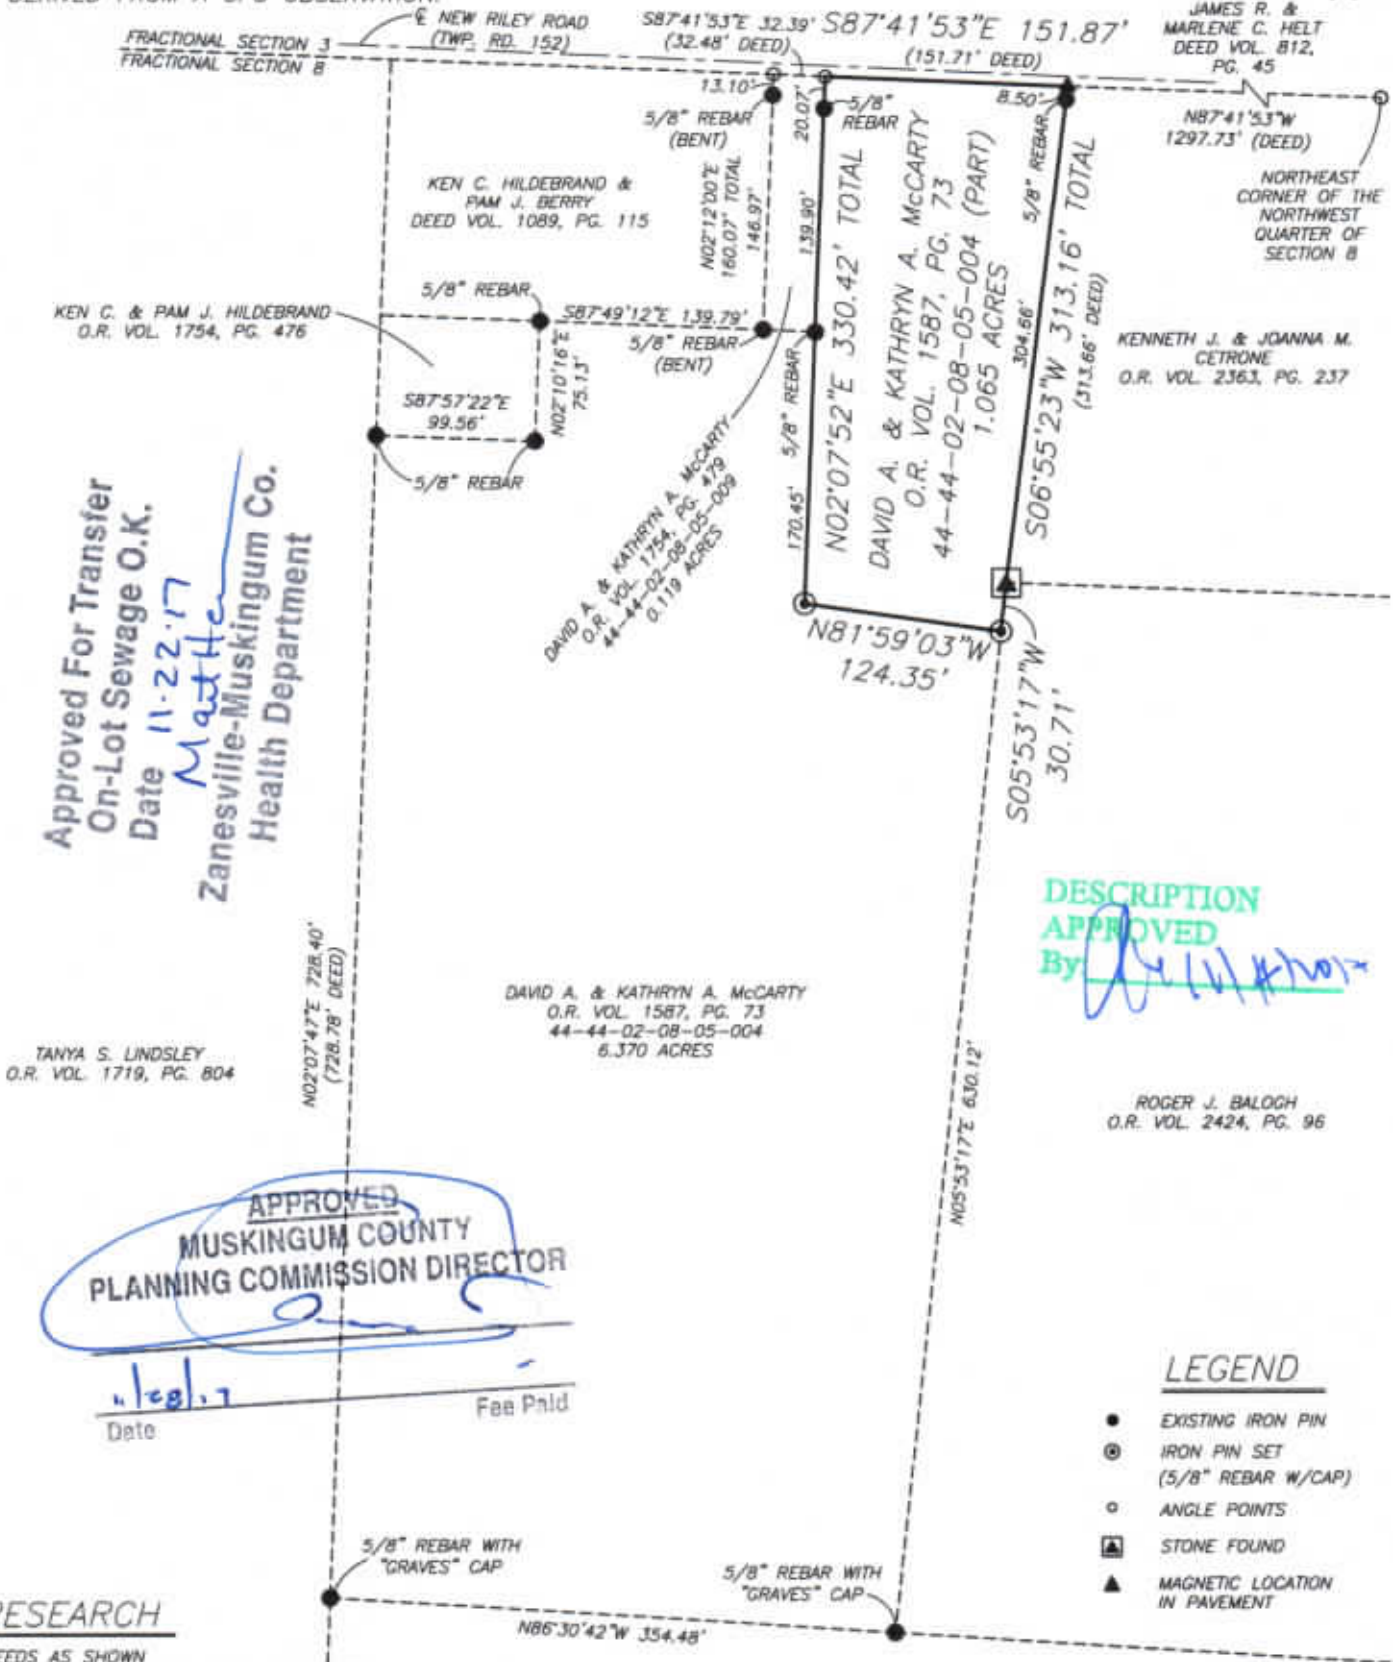 DERIVED FROM A GPS OBSERVATION.
℄ NEW RILEY ROAD
(TWP. RD. 152)
FRACTIONAL SECTION 3
FRACTIONAL SECTION 8
S87°41'53"E 32.39'
(32.48' DEED)
S87°41'53"E 151.87'
(151.71' DEED)
JAMES R. &
MARLENE C. HELT
DEED VOL. 812,
PG. 45
13.10'
5/8" REBAR
(BENT)
20.07'
5/8"
REBAR
8.50'
5/8" REBAR
N87°41'53"W
1297.73' (DEED)
NORTHEAST
CORNER OF THE
NORTHWEST
QUARTER OF
SECTION 8
KEN C. HILDEBRAND &
PAM J. BERRY
DEED VOL. 1089, PG. 115
N02°12'00"E
160.07' TOTAL
146.97'
139.90'
N02°07'52"E 330.42' TOTAL
DAVID A. & KATHRYN A. McCARTY
O.R. VOL. 1587, PG. 73
44-44-02-08-05-004 (PART)
1.065 ACRES
304.66'
S06°55'23"W 313.16' TOTAL
(313.66' DEED)
KEN C. & PAM J. HILDEBRAND
O.R. VOL. 1754, PG. 476
5/8" REBAR
S87°49'12"E 139.79'
5/8" REBAR
(BENT)
N02°10'16"E
75.13'
S87°57'22"E
99.56'
5/8" REBAR
5/8" REBAR
170.45'
KENNETH J. & JOANNA M.
CETRONE
O.R. VOL. 2363, PG. 237
DAVID A. & KATHRYN A. McCARTY
O.R. VOL. 1754, PG. 479
44-44-02-08-05-009
0.119 ACRES
N81°59'03"W
124.35'
S05°53'17"W
30.71'
Approved For Transfer
On-Lot Sewage O.K.
Date 11·22·17
Zanesville-Muskingum Co.
Health Department
DESCRIPTION
APPROVED
By
N02°07'47"E 728.40'
(728.78' DEED)
DAVID A. & KATHRYN A. McCARTY
O.R. VOL. 1587, PG. 73
44-44-02-08-05-004
6.370 ACRES
TANYA S. LINDSLEY
O.R. VOL. 1719, PG. 804
N05°53'17"E 630.12'
ROGER J. BALOGH
O.R. VOL. 2424, PG. 96
APPROVED
MUSKINGUM COUNTY
PLANNING COMMISSION DIRECTOR
11/28/17
Date
Fee Paid
LEGEND
EXISTING IRON PIN
IRON PIN SET
(5/8" REBAR W/CAP)
ANGLE POINTS
STONE FOUND
MAGNETIC LOCATION
IN PAVEMENT
5/8" REBAR WITH
"GRAVES" CAP
5/8" REBAR WITH
"GRAVES" CAP
N86°30'42"W 354.48'
RESEARCH
DEEDS AS SHOWN